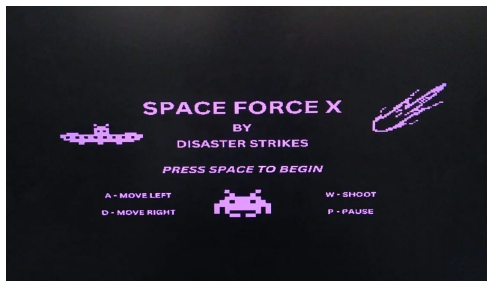 SPACE FORCE X
BY
DISASTER STRIKES
PRESS SPACE TO BEGIN
A - MOVE LEFT
W - SHOOT
D - MOVE RIGHT
P - PAUSE